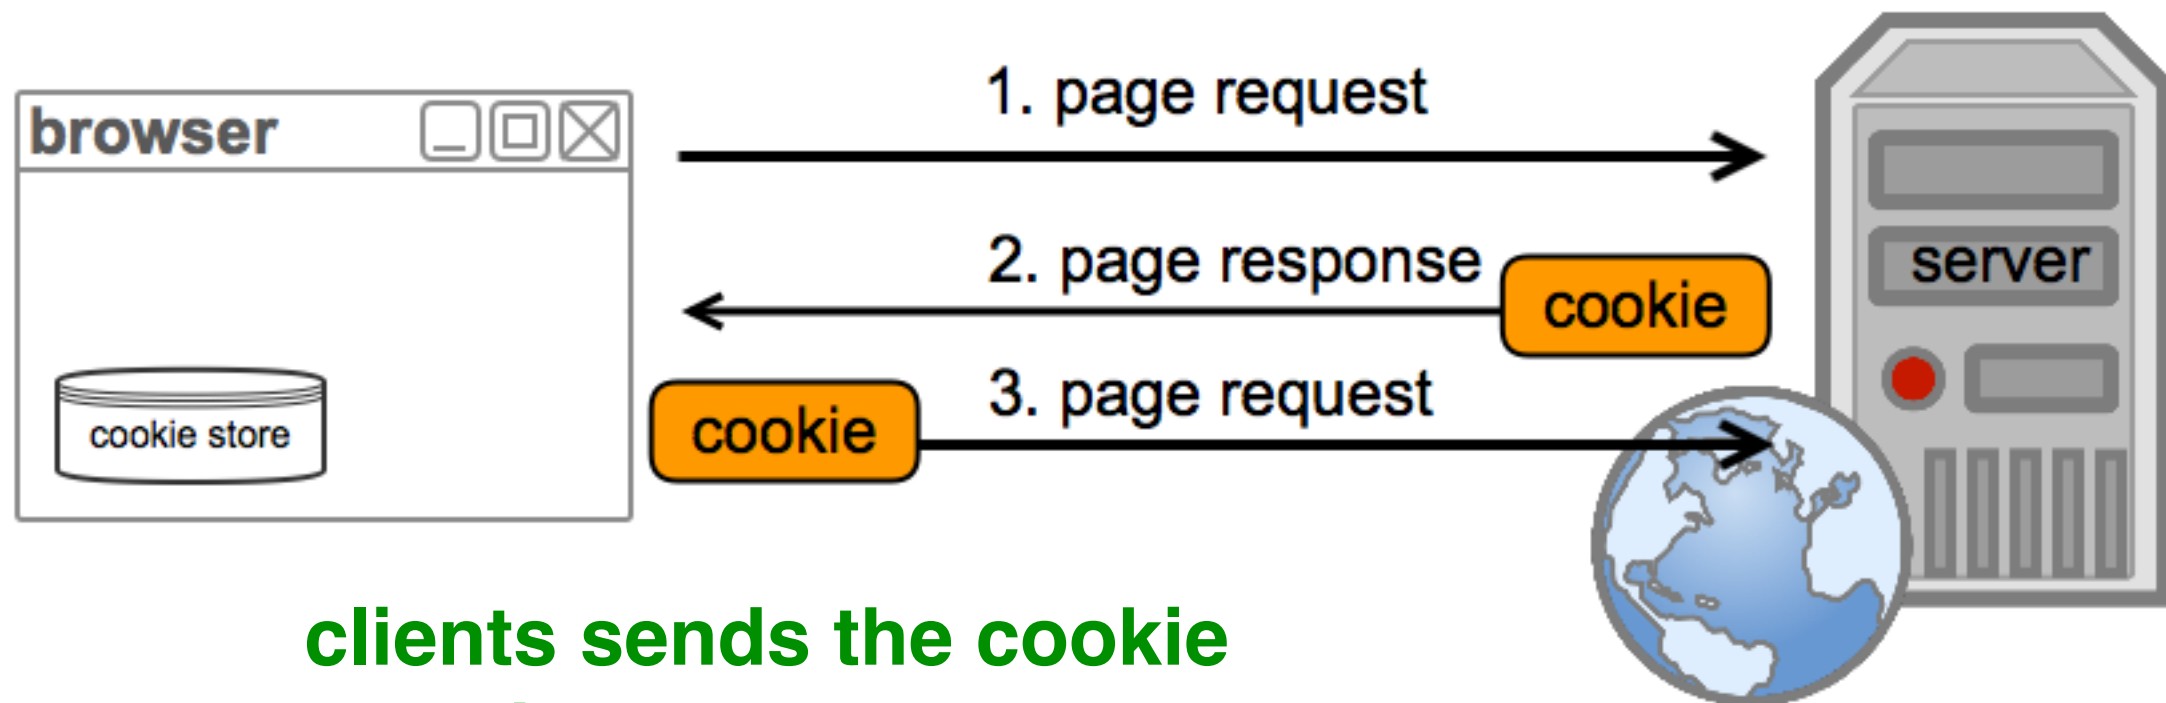 browser
1. page request
2. page response
server
cookie
3. page request
cookie
cookie store
clients sends the cookie